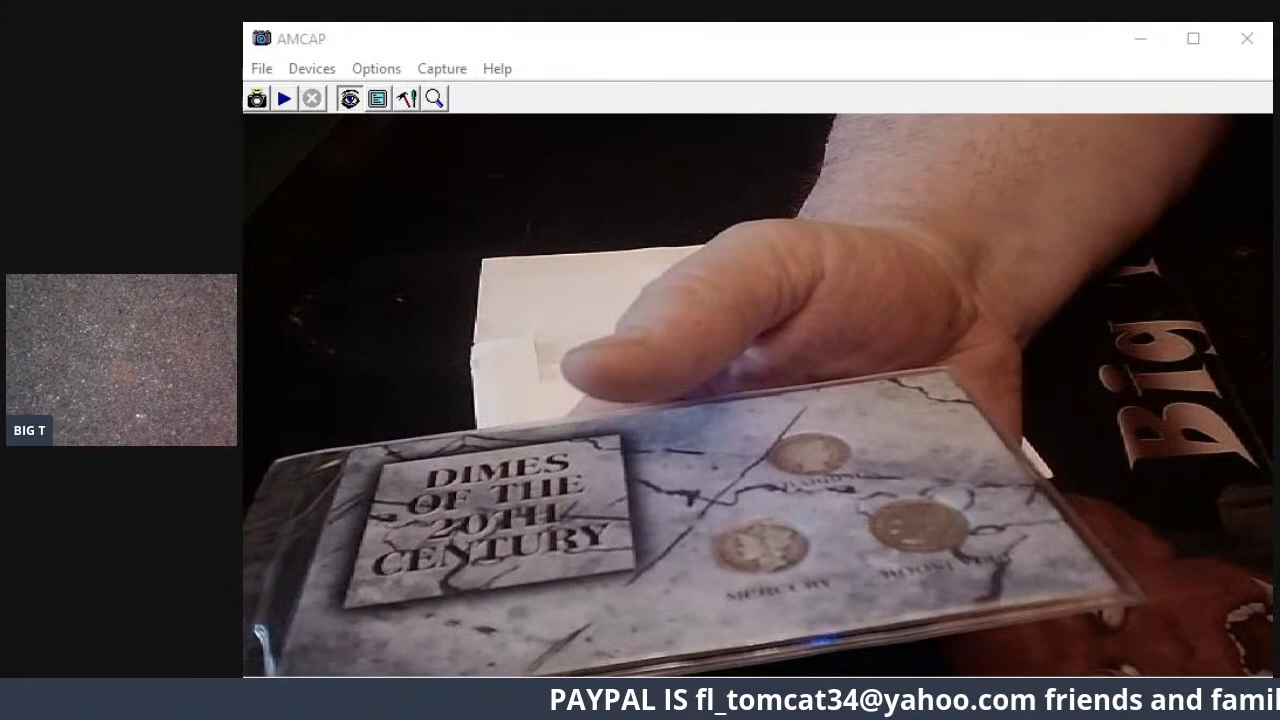 AMCAP
File Devices Options Capture Help
Big
DIMES
OF THE
20TH
CENTURY
MERCURY
BIG T
PAYPAL IS fl_tomcat34@yahoo.com friends and famil